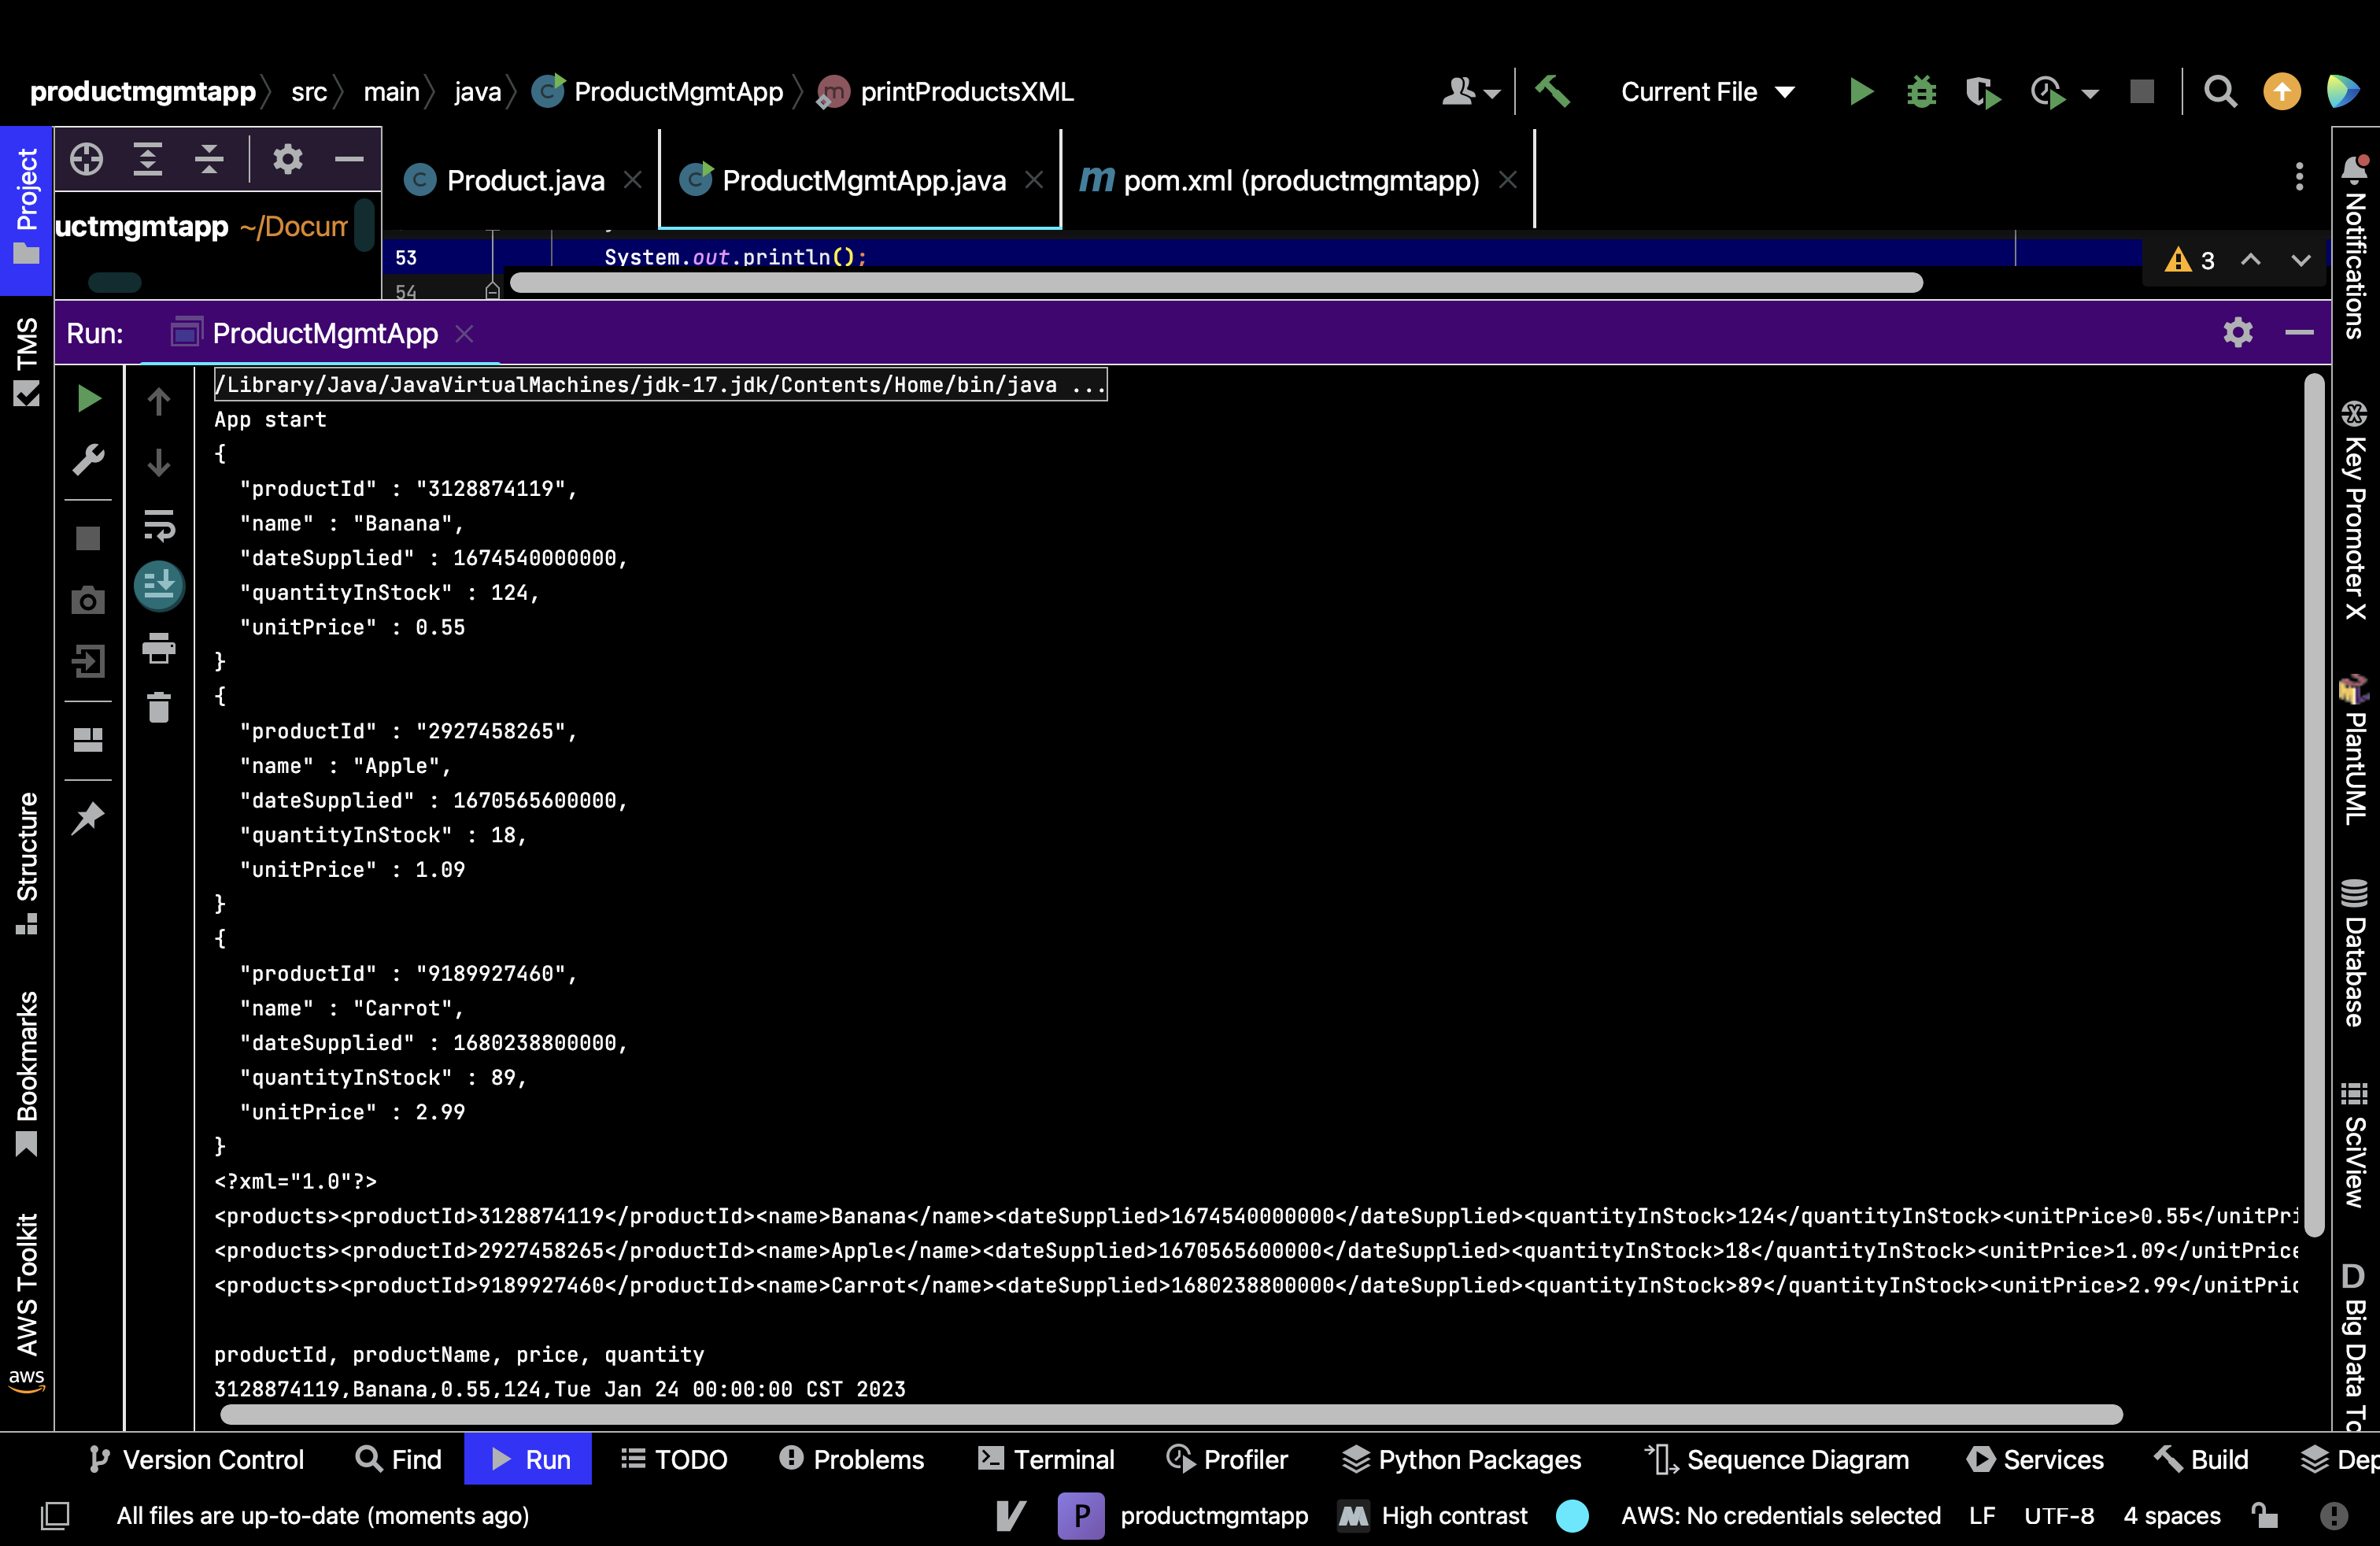 productmgmtapp src main java ProductMgmtApp printProductsXML Current File
Project
uctmgmtapp ~/Docum
Product.java ProductMgmtApp.java pom.xml (productmgmtapp)
53 System.out.println();
3
54
Run: ProductMgmtApp
/Library/Java/JavaVirtualMachines/jdk-17.jdk/Contents/Home/bin/java ...
App start
{
  "productId" : "3128874119",
  "name" : "Banana",
  "dateSupplied" : 1674540000000,
  "quantityInStock" : 124,
  "unitPrice" : 0.55
}
{
  "productId" : "2927458265",
  "name" : "Apple",
  "dateSupplied" : 1670565600000,
  "quantityInStock" : 18,
  "unitPrice" : 1.09
}
{
  "productId" : "9189927460",
  "name" : "Carrot",
  "dateSupplied" : 1680238800000,
  "quantityInStock" : 89,
  "unitPrice" : 2.99
}
<?xml="1.0"?>
<products><productId>3128874119</productId><name>Banana</name><dateSupplied>1674540000000</dateSupplied><quantityInStock>124</quantityInStock><unitPrice>0.55</unitPri
<products><productId>2927458265</productId><name>Apple</name><dateSupplied>1670565600000</dateSupplied><quantityInStock>18</quantityInStock><unitPrice>1.09</unitPrice
<products><productId>9189927460</productId><name>Carrot</name><dateSupplied>1680238800000</dateSupplied><quantityInStock>89</quantityInStock><unitPrice>2.99</unitPric
productId, productName, price, quantity
3128874119,Banana,0.55,124,Tue Jan 24 00:00:00 CST 2023
TMS
Structure
Bookmarks
AWS Toolkit
aws
Notifications
Key Promoter X
PlantUML
Database
SciView
D Big Data To
Version Control Find Run TODO Problems Terminal Profiler Python Packages Sequence Diagram Services Build Dep
All files are up-to-date (moments ago) P productmgmtapp High contrast AWS: No credentials selected LF UTF-8 4 spaces